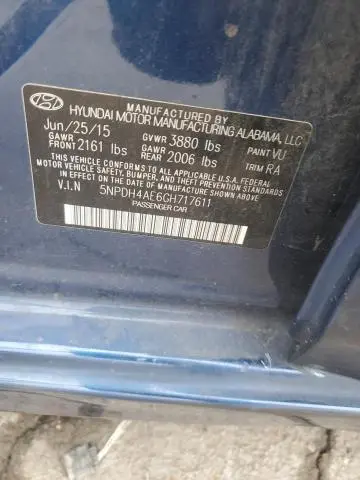 MANUFACTURED BY
HYUNDAI MOTOR MANUFACTURING ALABAMA, LLC
Jun/25/15 GVWR 3880 lbs PAINT VU
GAWR FRONT 2161 lbs GAWR REAR 2006 lbs TRIM RA
THIS VEHICLE CONFORMS TO ALL APPLICABLE U.S.A FEDERAL
MOTOR VEHICLE SAFETY, BUMPER, AND THEFT PREVENTION
STANDARDS IN EFFECT ON THE DATE OF MANUFACTURE SHOWN ABOVE.
V.I.N 5NPDH4AE6GH717611
PASSENGER CAR